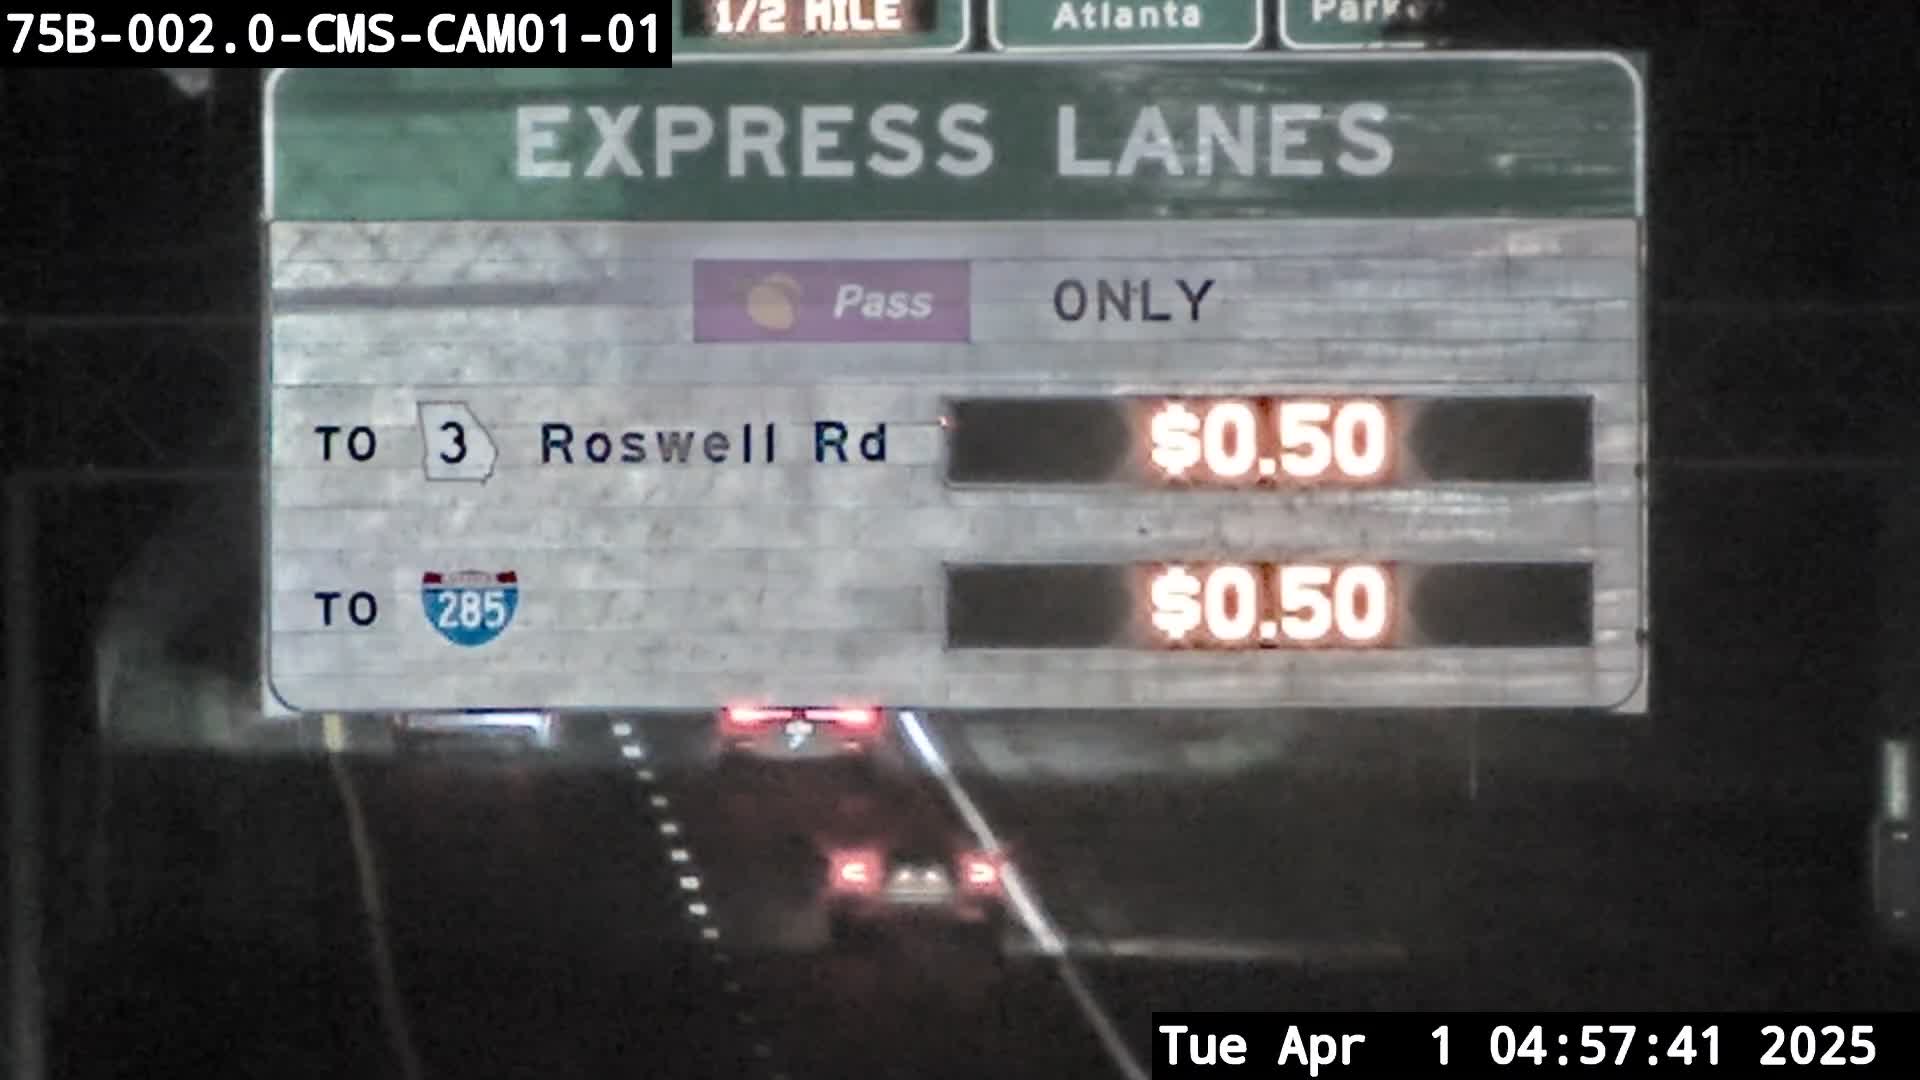 75B-002.0-CMS-CAM01-01
1/2 MILE
Atlanta
EXPRESS LANES
Pass ONLY
TO 3 Roswell Rd $0.50
TO 285 $0.50
Tue Apr 1 04:57:41 2025